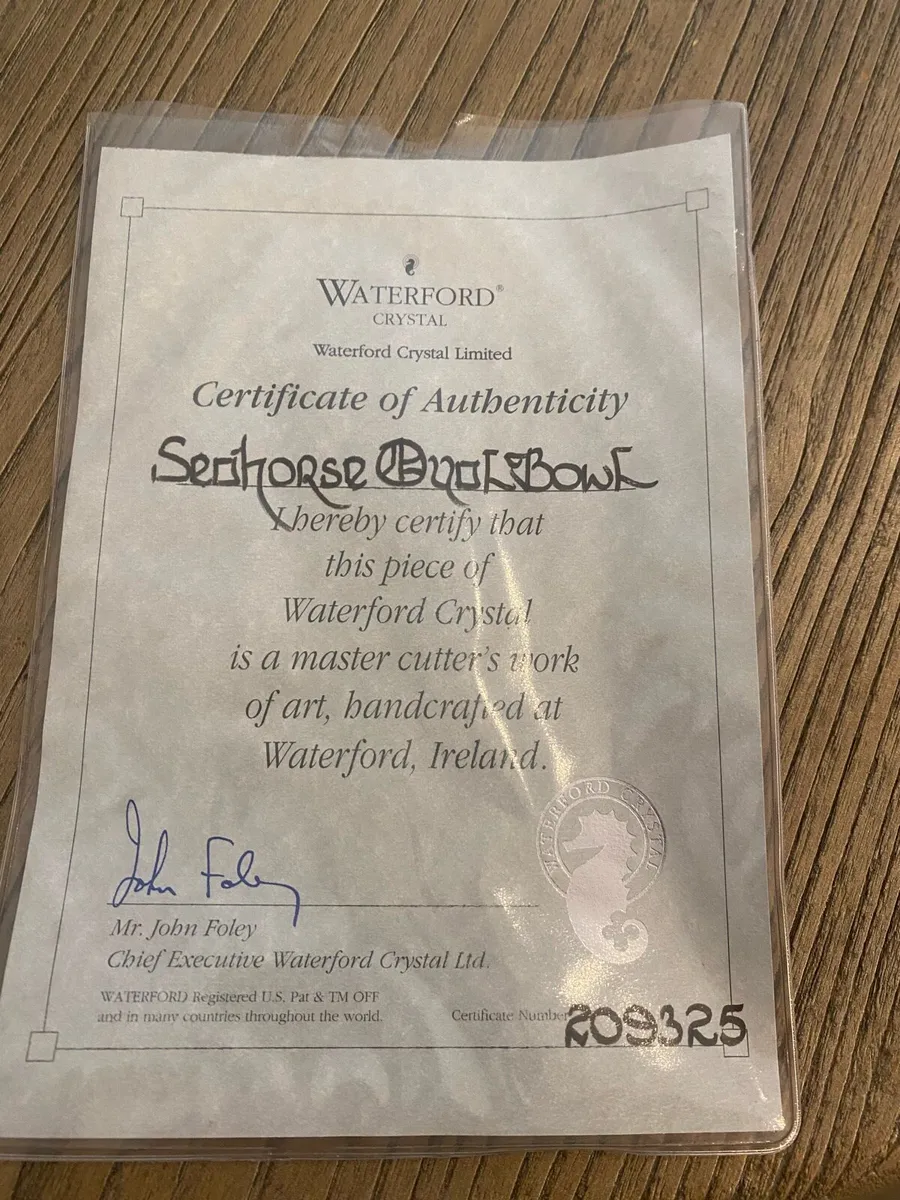 WATERFORD®
CRYSTAL
Waterford Crystal Limited
Certificate of Authenticity
Seahorse Oval Bowl
I hereby certify that
this piece of
Waterford Crystal
is a master cutter's work
of art, handcrafted at
Waterford, Ireland.
WATERFORD CRYSTAL
John Foley
Mr. John Foley
Chief Executive Waterford Crystal Ltd.
WATERFORD Registered U.S. Pat & TM OFF
and in many countries throughout the world.
Certificate Number 209325